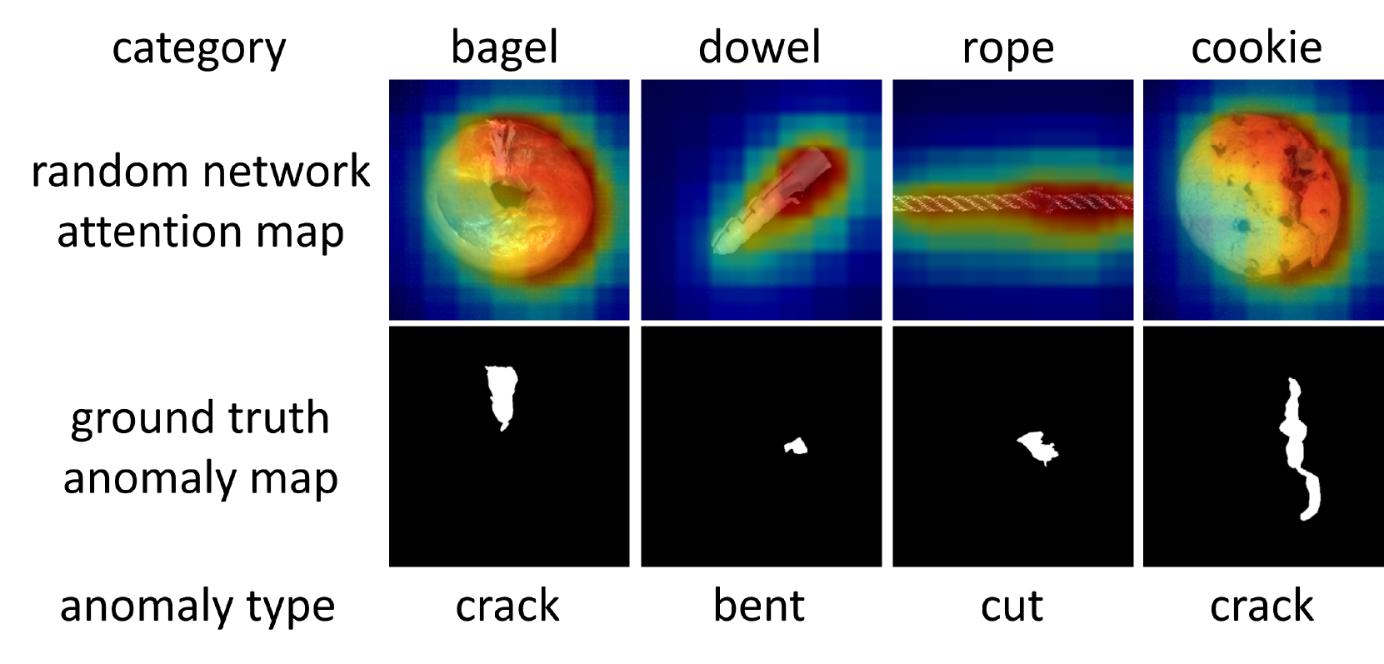 category bagel dowel rope cookie
random network
attention map
ground truth
anomaly map
anomaly type crack bent cut crack